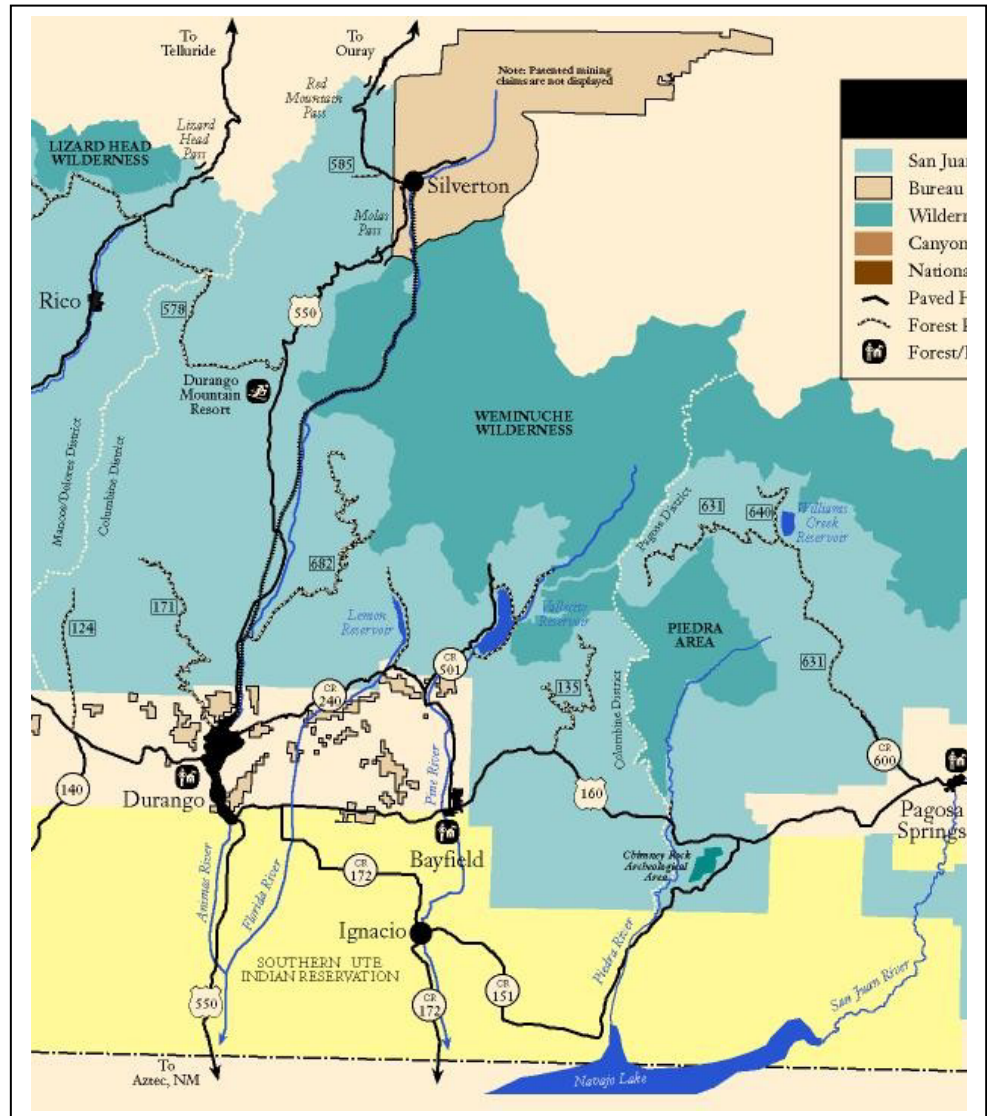 To
Telluride
To
Ouray
Note: Patented mining
claims are not displayed
Red
Mountain
Pass
Lizard
Head
Pass
LIZARD HEAD
WILDERNESS
585
Silverton
San Jua
Bureau
Wildern
Canyon
Nationa
Paved H
Forest
Forest/
Molas
Pass
Rico
578
550
Durango
Mountain
Resort
WEMINUCHE
WILDERNESS
Mancos/Dolores District
Columbine District
Pagosa District
631
640
Williams
Creek
Reservoir
682
171
124
Lemon
Reservoir
Vallecito
Reservoir
PIEDRA
AREA
631
CR
501
CR
240
135
Columbine District
CR
600
140
Durango
Pine River
160
Pagosa
Springs
Bayfield
Chimney Rock
Archeological
Area
CR
172
Animas River
Florida River
Ignacio
Piedra River
SOUTHERN UTE
INDIAN RESERVATION
San Juan River
550
CR
172
CR
151
To
Aztec, NM
Navajo Lake